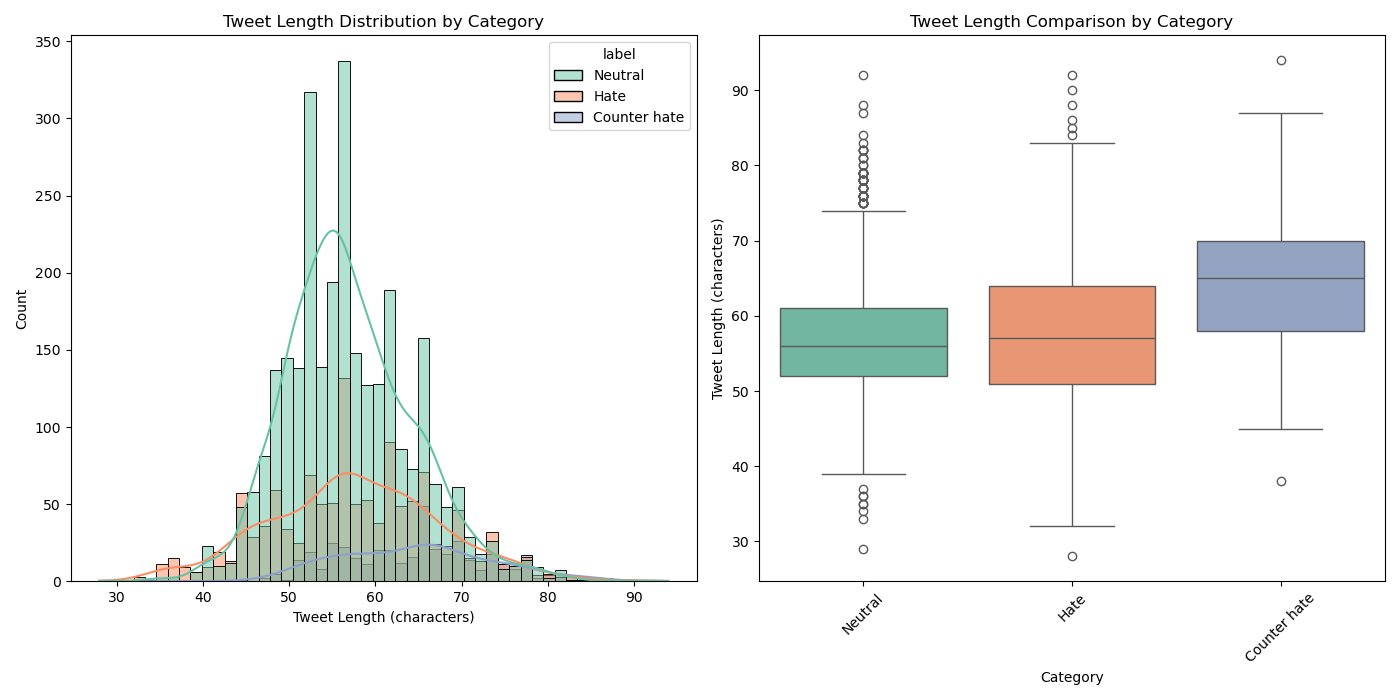 Tweet Length Distribution by Category
350
300
250
200
150
100
50
0
Count
30 40 50 60 70 80 90
Tweet Length (characters)
label
Neutral
Hate
Counter hate
Tweet Length Comparison by Category
90
80
70
60
50
40
30
Tweet Length (characters)
Neutral
Hate
Counter hate
Category